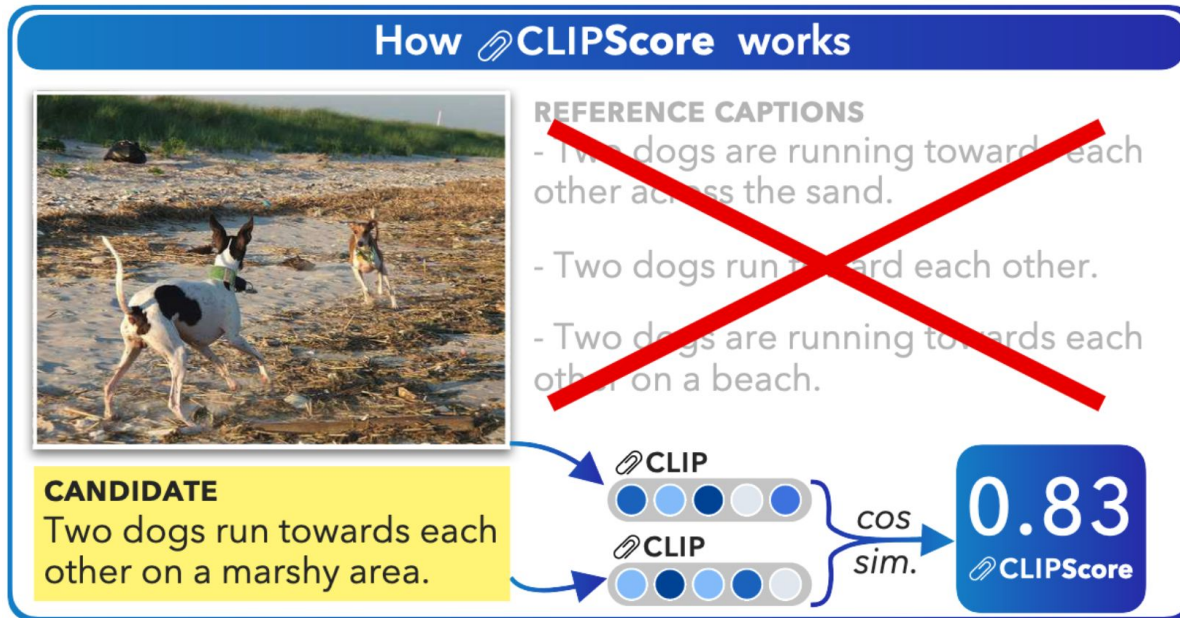 How CLIPScore works
REFERENCE CAPTIONS
- Two dogs are running towards each
other across the sand.
- Two dogs run toward each other.
- Two dogs are running towards each
other on a beach.
CANDIDATE
Two dogs run towards each
other on a marshy area.
CLIP
CLIP
cos
sim.
0.83
CLIPScore